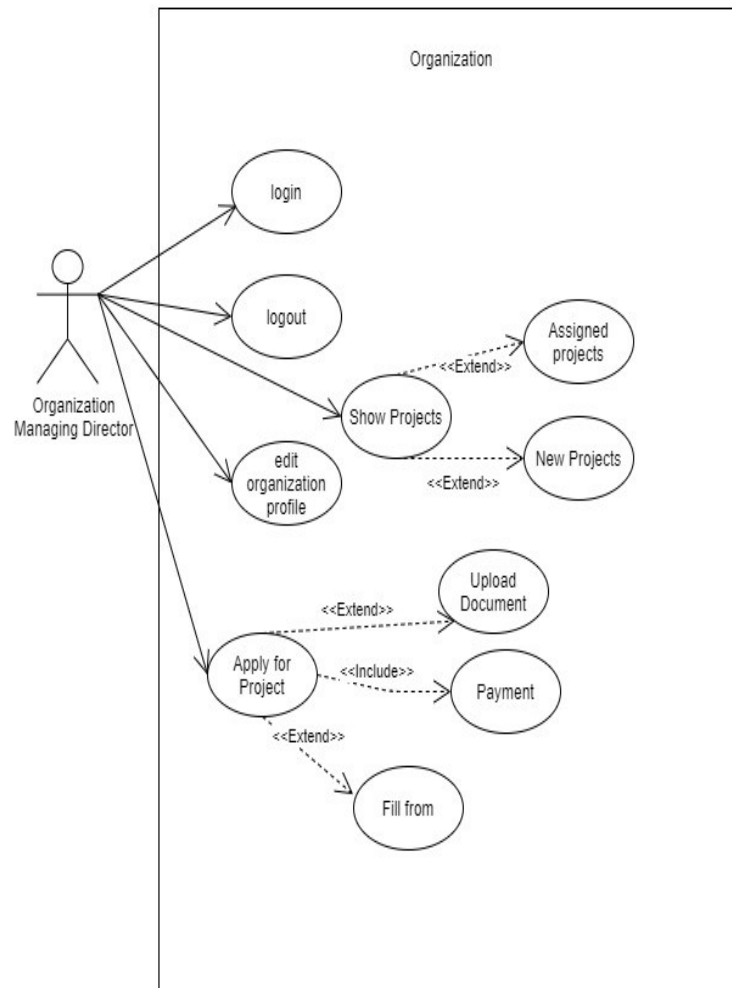 Organization
login
logout
Organization
Managing Director
Assigned
projects
<<Extend>>
Show Projects
New Projects
<<Extend>>
edit
organization
profile
Upload
Document
<<Extend>>
Apply for
Project
<<Include>>
Payment
<<Extend>>
Fill from